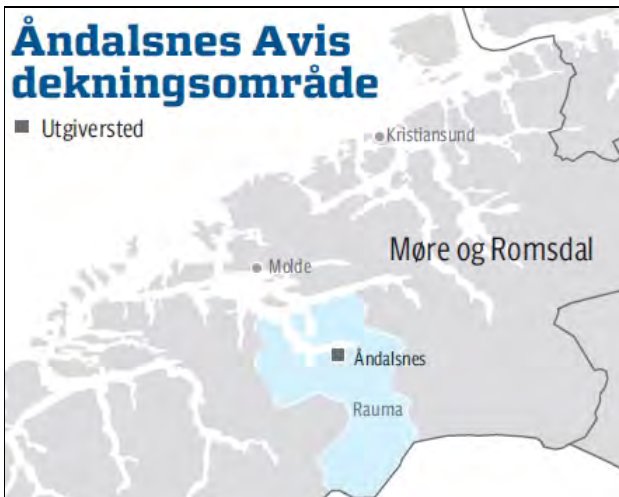 Åndalsnes Avis
dekningsområde
Utgiversted
Kristiansund
Møre og Romsdal
Molde
Åndalsnes
Rauma